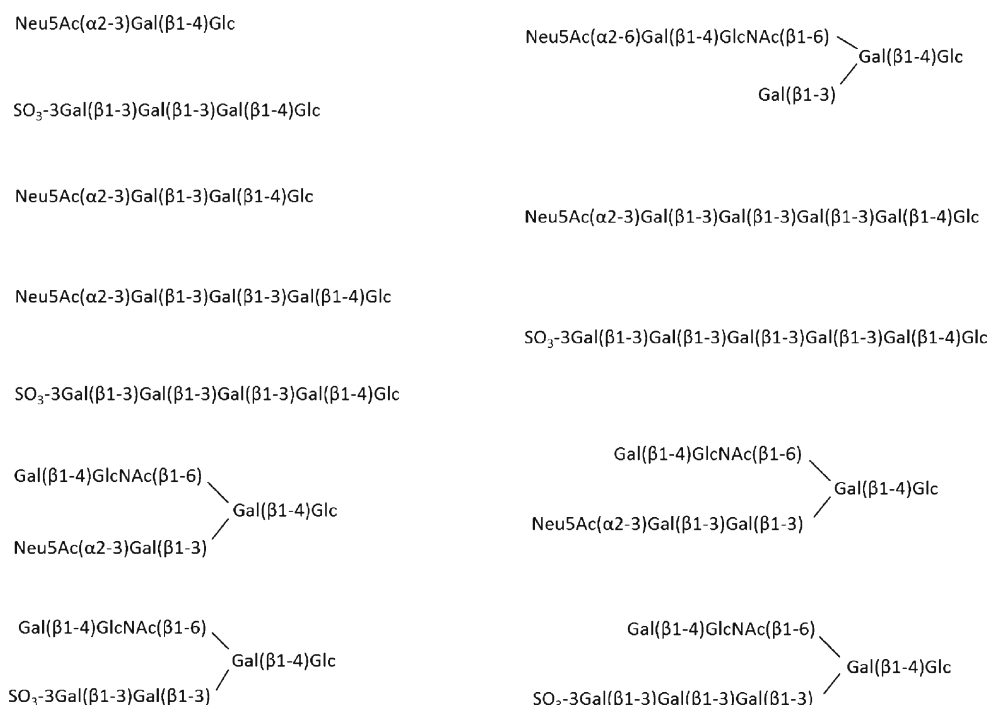 Neu5Ac(α2-3)Gal(β1-4)Glc
SO₃-3Gal(β1-3)Gal(β1-3)Gal(β1-4)Glc
Neu5Ac(α2-3)Gal(β1-3)Gal(β1-4)Glc
Neu5Ac(α2-3)Gal(β1-3)Gal(β1-3)Gal(β1-4)Glc
SO₃-3Gal(β1-3)Gal(β1-3)Gal(β1-3)Gal(β1-4)Glc
Gal(β1-4)GlcNAc(β1-6)
Gal(β1-4)Glc
Neu5Ac(α2-3)Gal(β1-3)
Gal(β1-4)GlcNAc(β1-6)
Gal(β1-4)Glc
SO₃-3Gal(β1-3)Gal(β1-3)
Neu5Ac(α2-6)Gal(β1-4)GlcNAc(β1-6)
Gal(β1-4)Glc
Gal(β1-3)
Neu5Ac(α2-3)Gal(β1-3)Gal(β1-3)Gal(β1-3)Gal(β1-4)Glc
SO₃-3Gal(β1-3)Gal(β1-3)Gal(β1-3)Gal(β1-3)Gal(β1-4)Glc
Gal(β1-4)GlcNAc(β1-6)
Gal(β1-4)Glc
Neu5Ac(α2-3)Gal(β1-3)Gal(β1-3)
Gal(β1-4)GlcNAc(β1-6)
Gal(β1-4)Glc
SO₃-3Gal(β1-3)Gal(β1-3)Gal(β1-3)